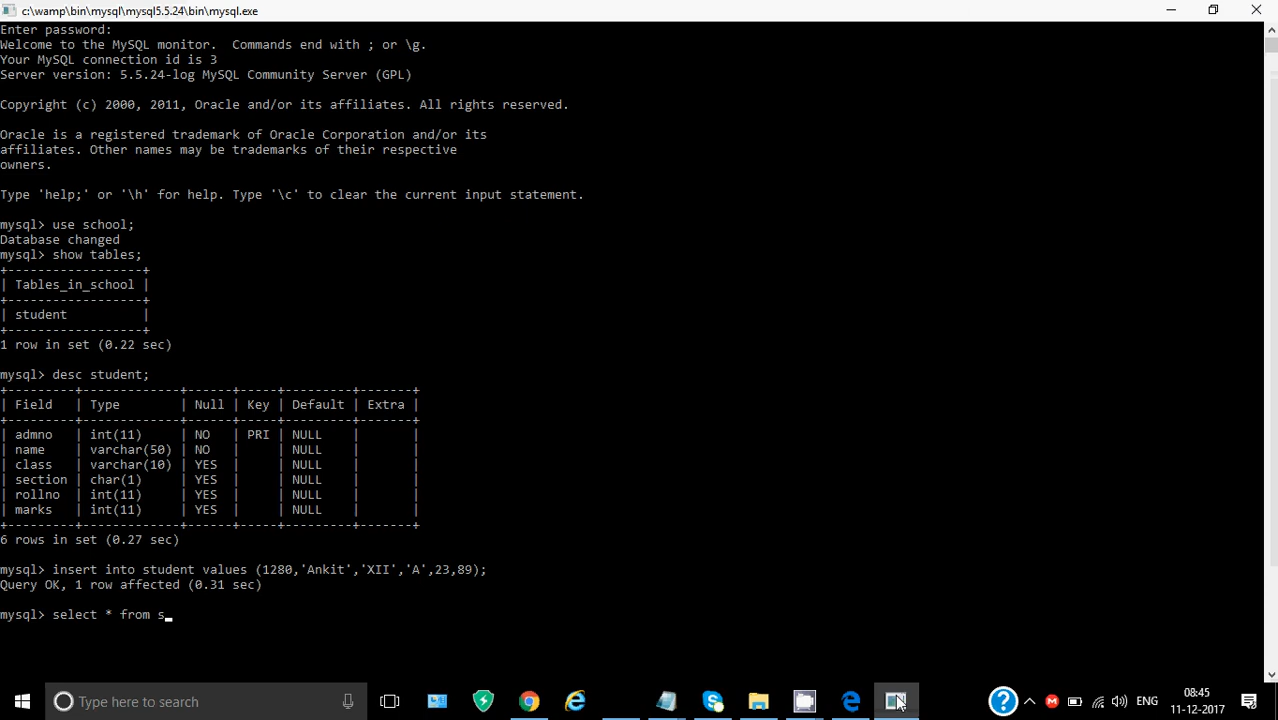 c:\wamp\bin\mysql\mysql5.5.24\bin\mysql.exe
Enter password:
Welcome to the MySQL monitor.  Commands end with ; or \g.
Your MySQL connection id is 3
Server version: 5.5.24-log MySQL Community Server (GPL)
Copyright (c) 2000, 2011, Oracle and/or its affiliates. All rights reserved.
Oracle is a registered trademark of Oracle Corporation and/or its
affiliates. Other names may be trademarks of their respective
owners.
Type 'help;' or '\h' for help. Type '\c' to clear the current input statement.
mysql> use school;
Database changed
mysql> show tables;
+------------------+
| Tables_in_school |
+------------------+
| student          |
+------------------+
1 row in set (0.22 sec)
mysql> desc student;
+---------+-------------+------+-----+---------+-------+
| Field   | Type        | Null | Key | Default | Extra |
+---------+-------------+------+-----+---------+-------+
| admno   | int(11)     | NO   | PRI | NULL    |       |
| name    | varchar(50) | NO   |     | NULL    |       |
| class   | varchar(10) | YES  |     | NULL    |       |
| section | char(1)     | YES  |     | NULL    |       |
| rollno  | int(11)     | YES  |     | NULL    |       |
| marks   | int(11)     | YES  |     | NULL    |       |
+---------+-------------+------+-----+---------+-------+
6 rows in set (0.27 sec)
mysql> insert into student values (1280,'Ankit','XII','A',23,89);
Query OK, 1 row affected (0.31 sec)
mysql> select * from s_
Type here to search
ENG
08:45
11-12-2017